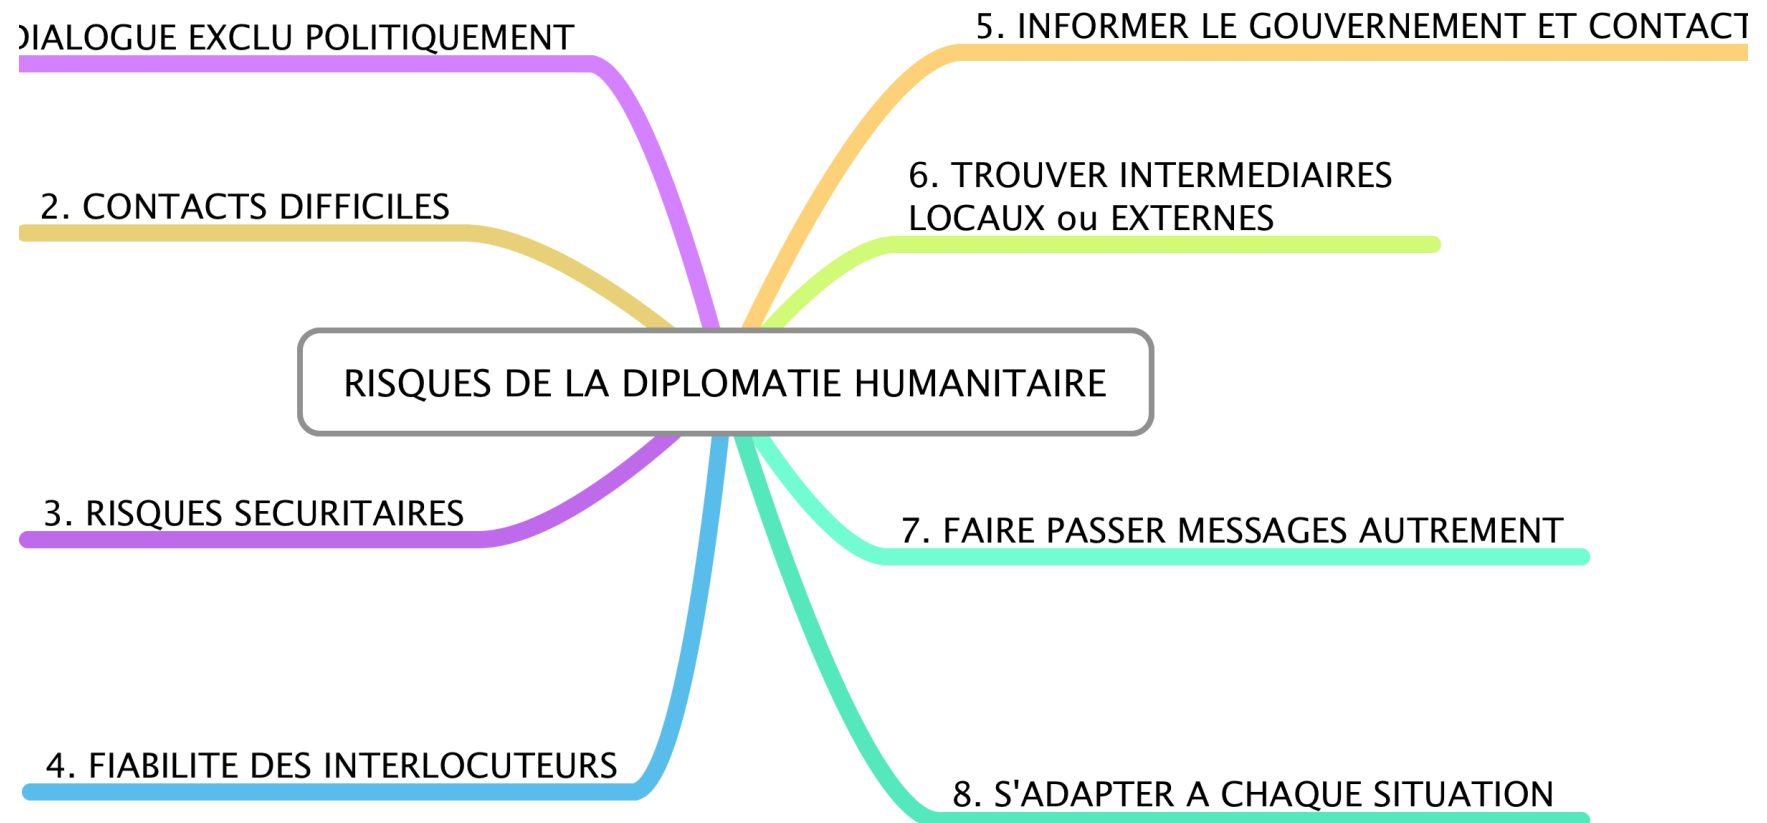 DIALOGUE EXCLU POLITIQUEMENT
2. CONTACTS DIFFICILES
3. RISQUES SECURITAIRES
4. FIABILITE DES INTERLOCUTEURS
RISQUES DE LA DIPLOMATIE HUMANITAIRE
5. INFORMER LE GOUVERNEMENT ET CONTACT
6. TROUVER INTERMEDIAIRES
LOCAUX ou EXTERNES
7. FAIRE PASSER MESSAGES AUTREMENT
8. S'ADAPTER A CHAQUE SITUATION